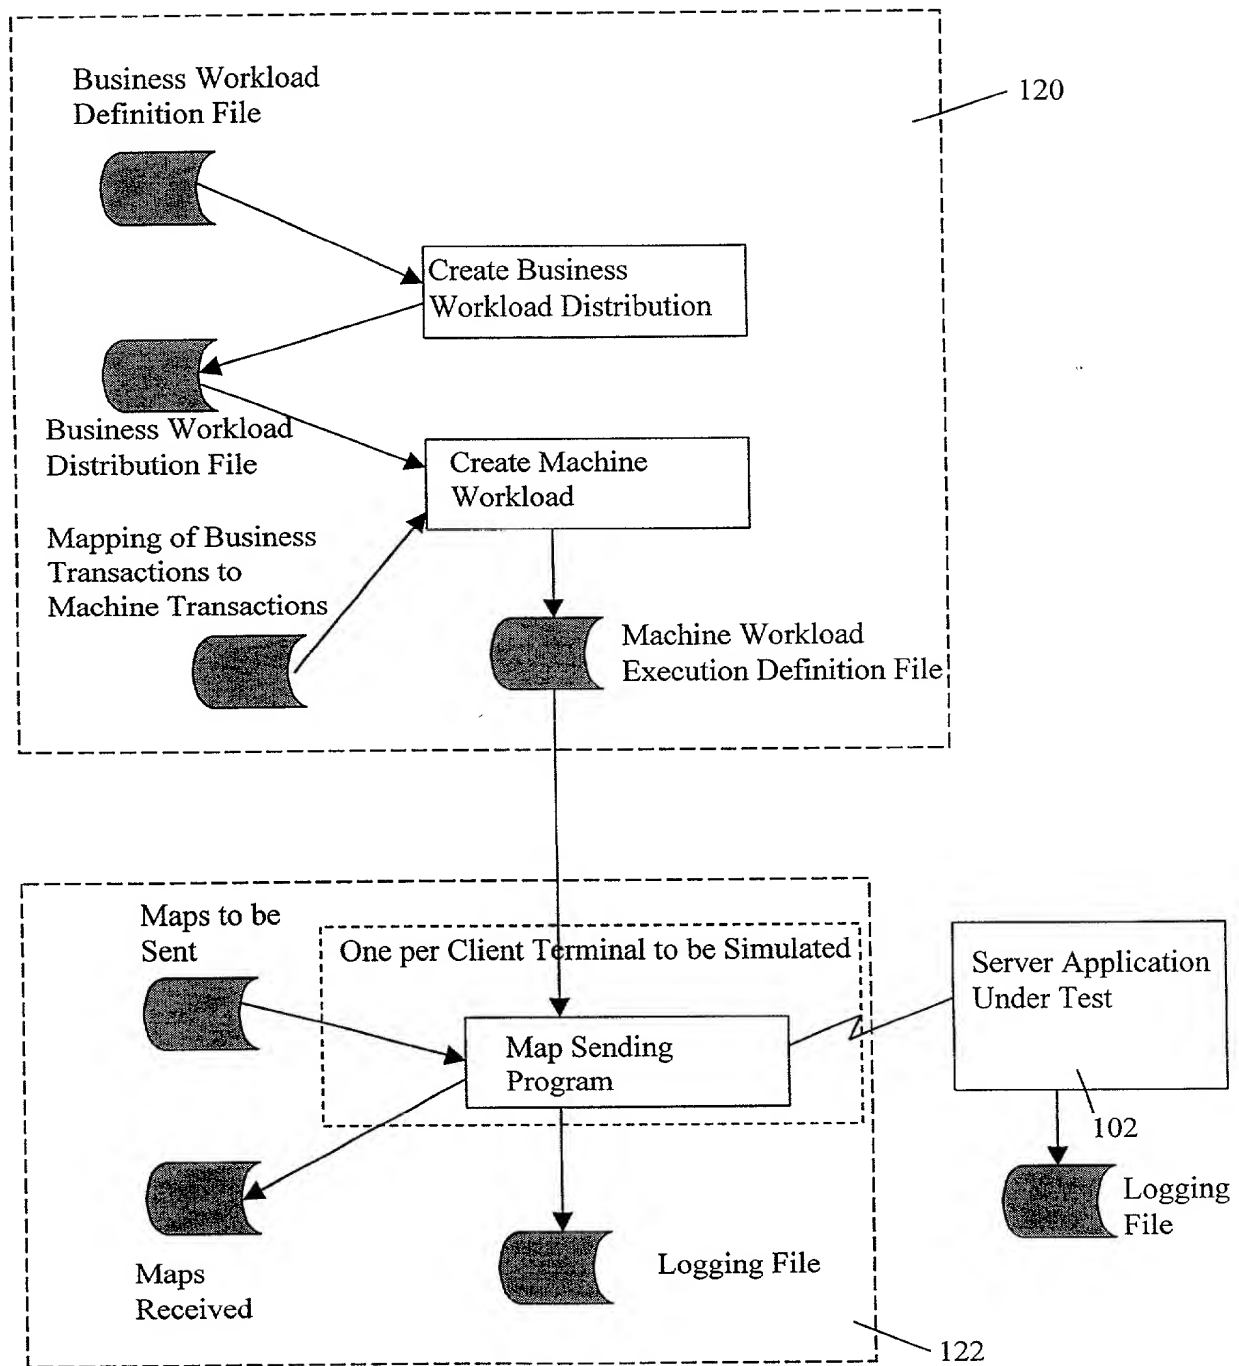 Business Workload
Definition File
120
Create Business
Workload Distribution
Business Workload
Distribution File
Create Machine
Workload
Mapping of Business
Transactions to
Machine Transactions
Machine Workload
Execution Definition File
Maps to be
Sent
One per Client Terminal to be Simulated
Server Application
Under Test
Map Sending
Program
102
Logging
File
Maps
Received
Logging File
122